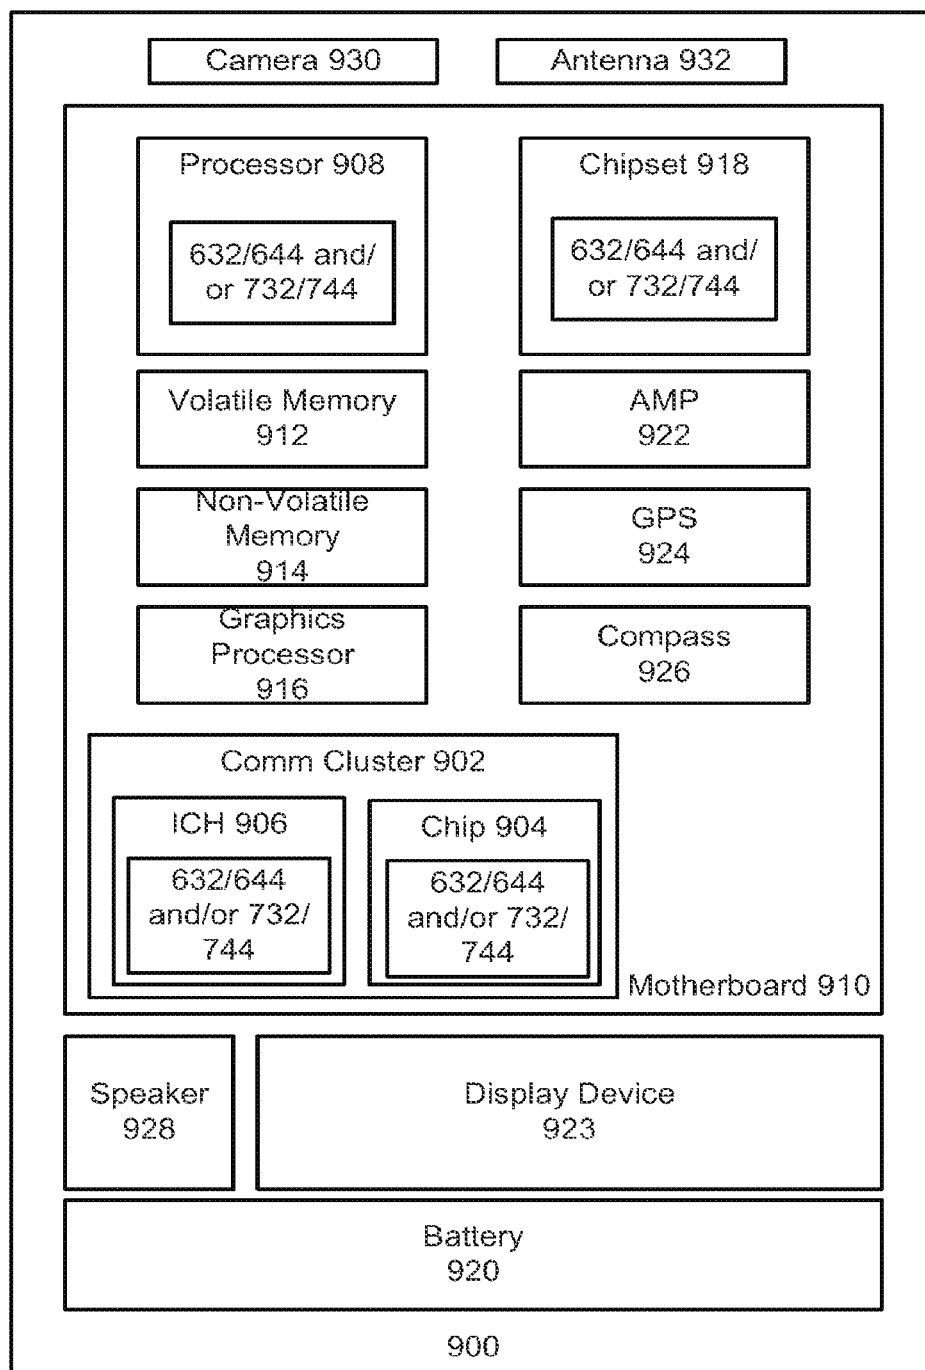 Camera 930
Antenna 932
Processor 908
632/644 and/
or 732/744
Chipset 918
632/644 and/
or 732/744
Volatile Memory
912
AMP
922
Non-Volatile
Memory
914
GPS
924
Graphics
Processor
916
Compass
926
Comm Cluster 902
ICH 906
632/644
and/or 732/
744
Chip 904
632/644
and/or 732/
744
Motherboard 910
Speaker
928
Display Device
923
Battery
920
900